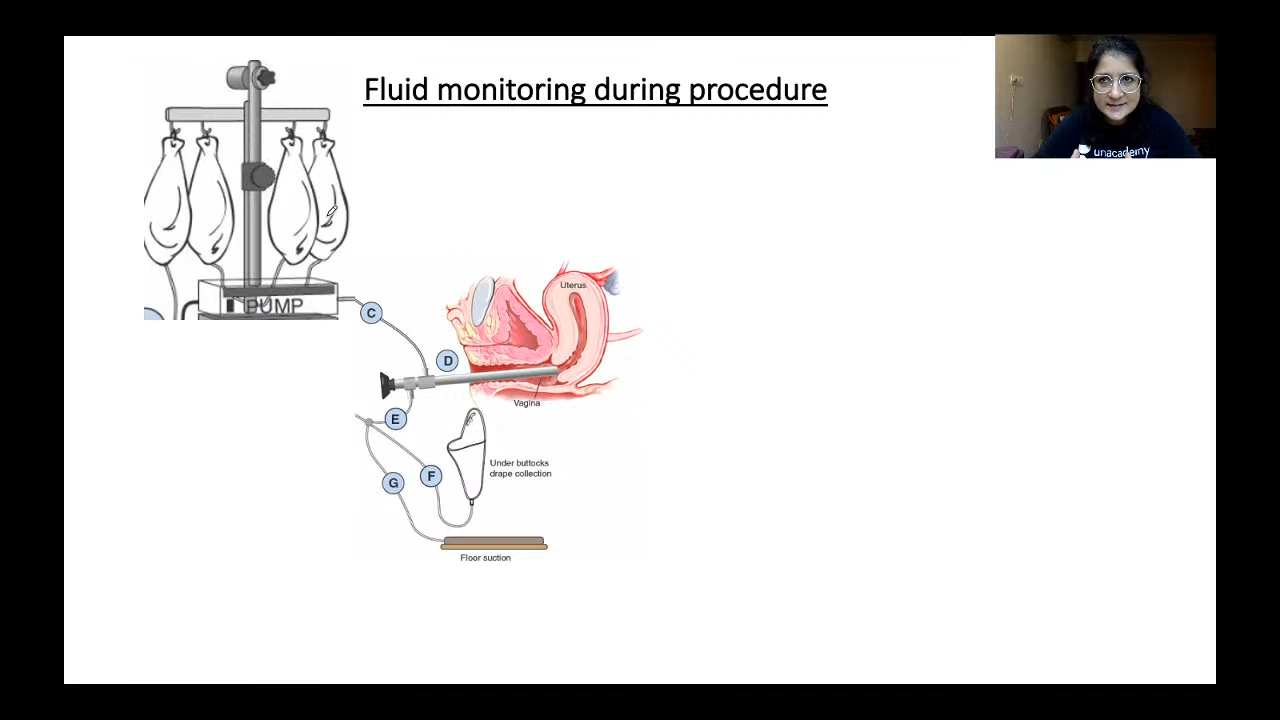 Fluid monitoring during procedure
unacademy
PUMP
C
Uterus
D
Vagina
E
Under buttocks
drape collection
F
G
Floor suction